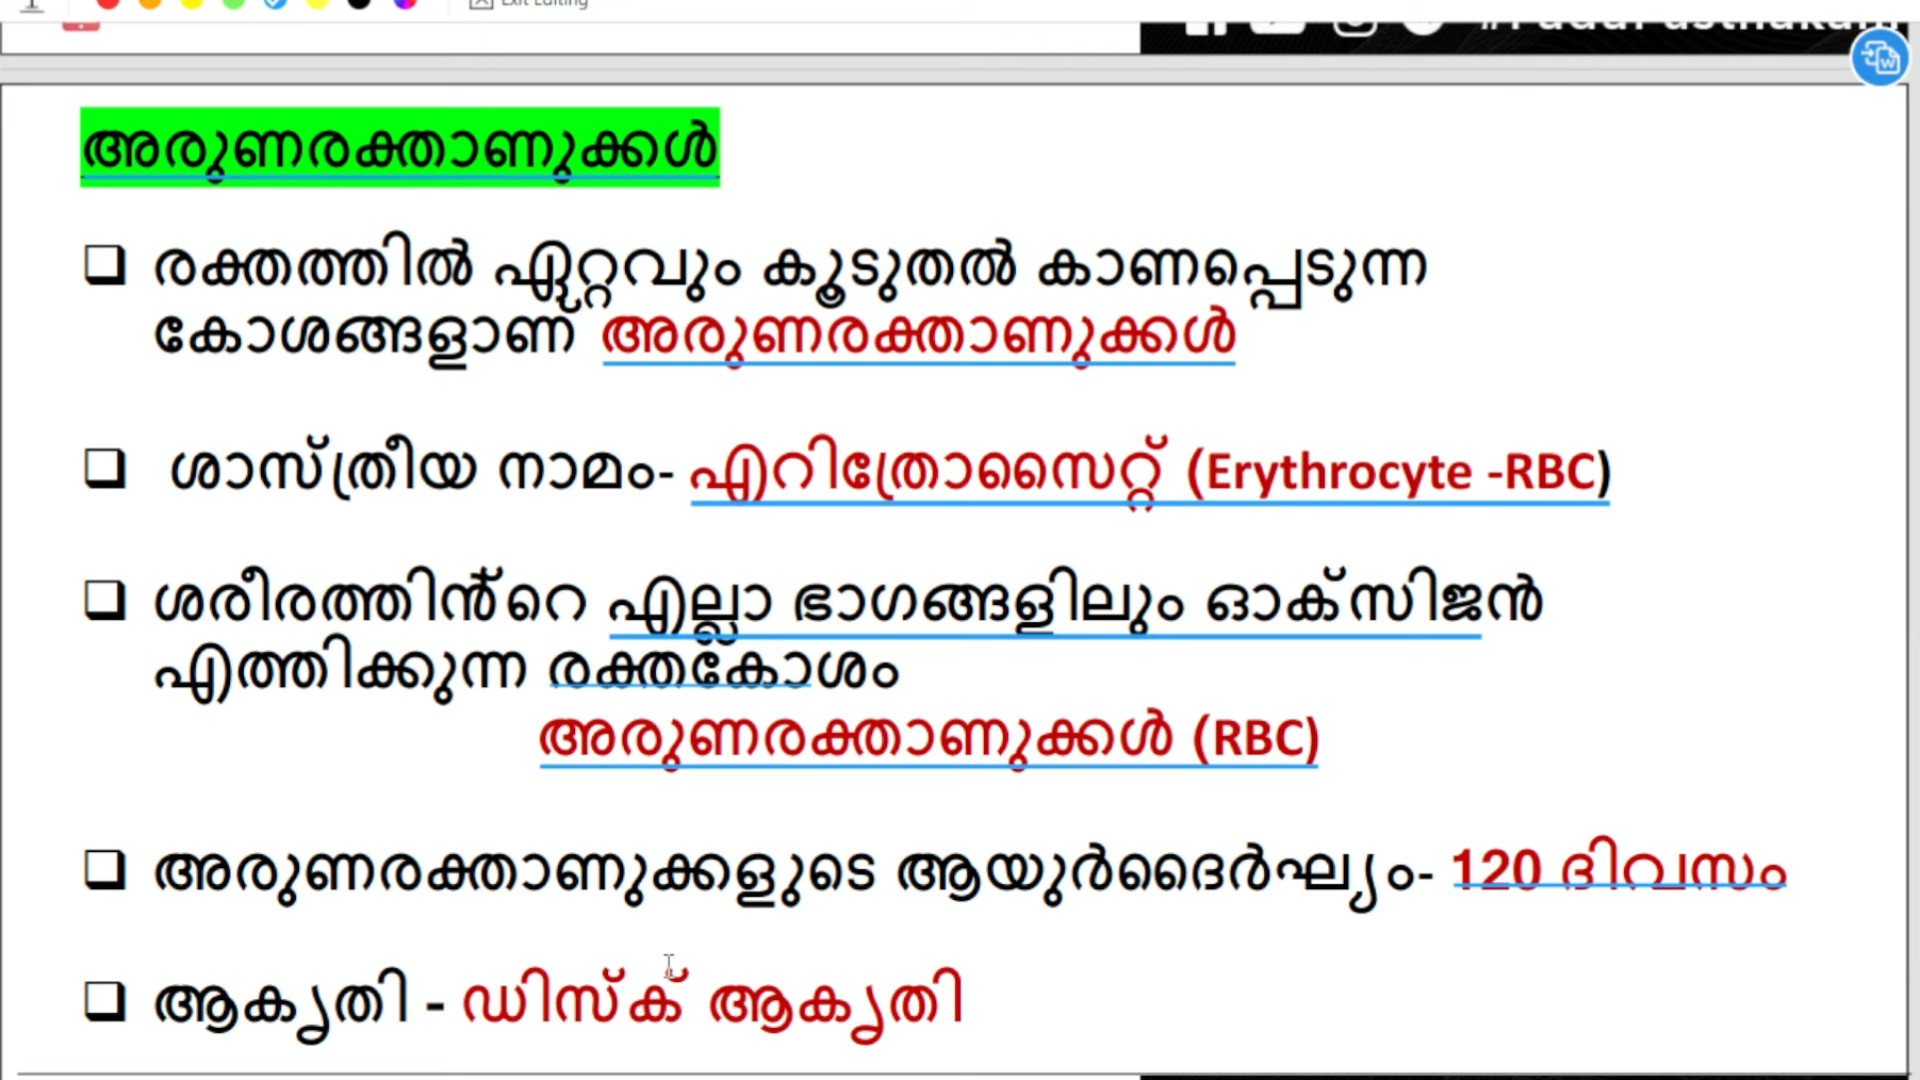 Exit Editing
അരുണരക്താണുക്കൾ
രക്തത്തിൽ ഏറ്റവും കൂടുതൽ കാണപ്പെടുന്ന
കോശങ്ങളാണ് അരുണരക്താണുക്കൾ
ശാസ്ത്രീയ നാമം- എറിത്രോസൈറ്റ് (Erythrocyte -RBC)
ശരീരത്തിൻ്റെ എല്ലാ ഭാഗങ്ങളിലും ഓക്സിജൻ
എത്തിക്കുന്ന രക്തകോശം
അരുണരക്താണുക്കൾ (RBC)
അരുണരക്താണുക്കളുടെ ആയുർദൈർഘ്യം- 120 ദിവസം
ആകൃതി - ഡിസ്ക് ആകൃതി